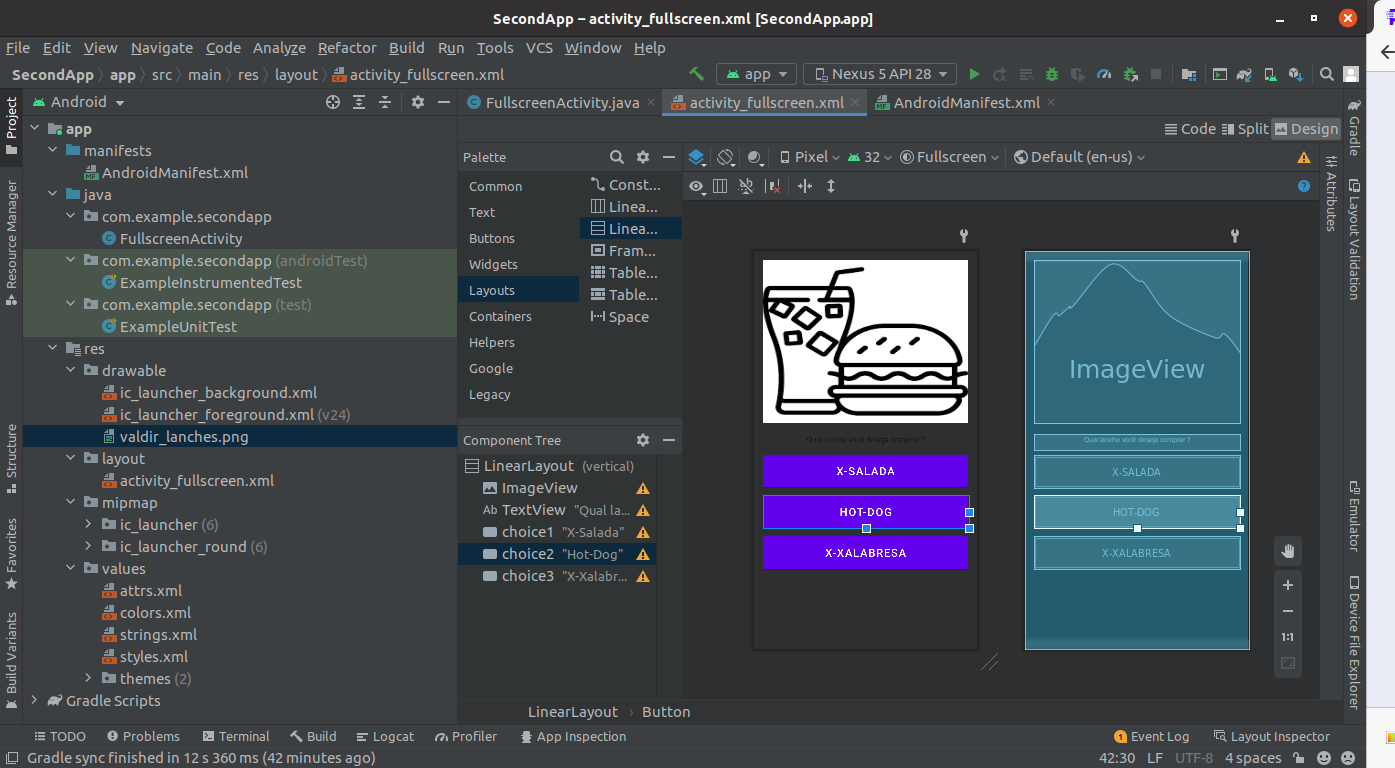 SecondApp – activity_fullscreen.xml [SecondApp.app]
File Edit View Navigate Code Analyze Refactor Build Run Tools VCS Window Help
SecondApp app src main res layout activity_fullscreen.xml
app
Nexus 5 API 28
Project
Resource Manager
Structure
Favorites
Build Variants
Android
app
manifests
AndroidManifest.xml
java
com.example.secondapp
FullscreenActivity
com.example.secondapp (androidTest)
ExampleInstrumentedTest
com.example.secondapp (test)
ExampleUnitTest
res
drawable
ic_launcher_background.xml
ic_launcher_foreground.xml (v24)
valdir_lanches.png
layout
activity_fullscreen.xml
mipmap
ic_launcher (6)
ic_launcher_round (6)
values
attrs.xml
colors.xml
strings.xml
styles.xml
themes (2)
Gradle Scripts
FullscreenActivity.java activity_fullscreen.xml AndroidManifest.xml
Code Split Design
Palette
Common
Text
Buttons
Widgets
Layouts
Containers
Helpers
Google
Legacy
Const...
Linea...
Linea...
Fram...
Table...
Table...
Space
Pixel 32 Fullscreen Default (en-us)
Component Tree
LinearLayout (vertical)
ImageView
Ab TextView "Qual la...
choice1 "X-Salada"
choice2 "Hot-Dog"
choice3 "X-Xalabr...
Qual lanche você deseja comprar ?
X-SALADA
HOT-DOG
X-XALABRESA
ImageView
Qual lanche você deseja comprar ?
X-SALADA
HOT-DOG
X-XALABRESA
1:1
LinearLayout › Button
Attributes
Gradle
Layout Validation
Emulator
Device File Explorer
TODO Problems Terminal Build Logcat Profiler App Inspection
1 Event Log Layout Inspector
Gradle sync finished in 12 s 360 ms (42 minutes ago)
42:30 LF UTF-8 4 spaces